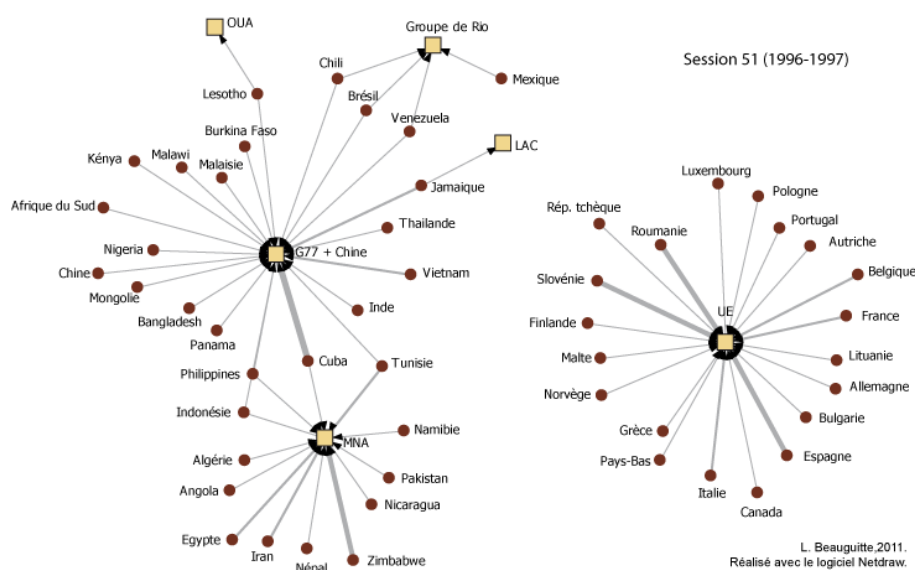 OUA
Groupe de Rio
Session 51 (1996-1997)
Chili
Mexique
Lesotho
Brésil
Venezuela
Burkina Faso
LAC
Kénya
Malawi
Malaisie
Jamaique
Luxembourg
Pologne
Afrique du Sud
Rép. tchèque
Portugal
Thailande
Roumanie
Autriche
Nigeria
G77 + Chine
Chine
Vietnam
Slovénie
Belgique
Mongolie
Inde
UE
France
Bangladesh
Finlande
Panama
Cuba
Tunisie
Malte
Lituanie
Philippines
Norvège
Allemagne
Indonésie
Bulgarie
MNA
Namibie
Grèce
Algérie
Pays-Bas
Espagne
Pakistan
Angola
Nicaragua
Italie
Canada
Egypte
Iran
Népal
Zimbabwe
L. Beauguitte,2011.
Réalisé avec le logiciel Netdraw.